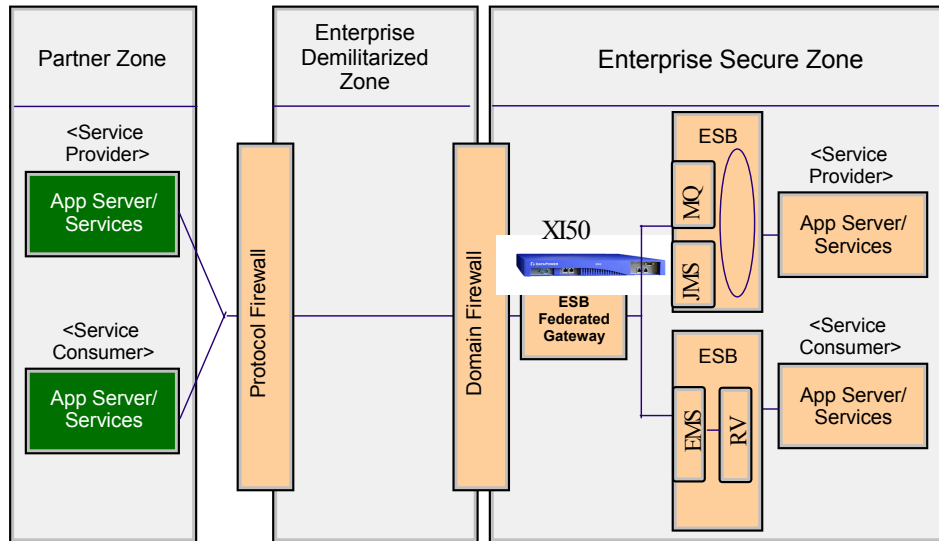 Partner Zone
Enterprise
Demilitarized
Zone
Enterprise Secure Zone
<Service
Provider>
App Server/
Services
<Service
Consumer>
App Server/
Services
Protocol Firewall
Domain Firewall
XI50
ESB
Federated
Gateway
ESB
MQ
JMS
<Service
Provider>
App Server/
Services
ESB
EMS
RV
<Service
Consumer>
App Server/
Services